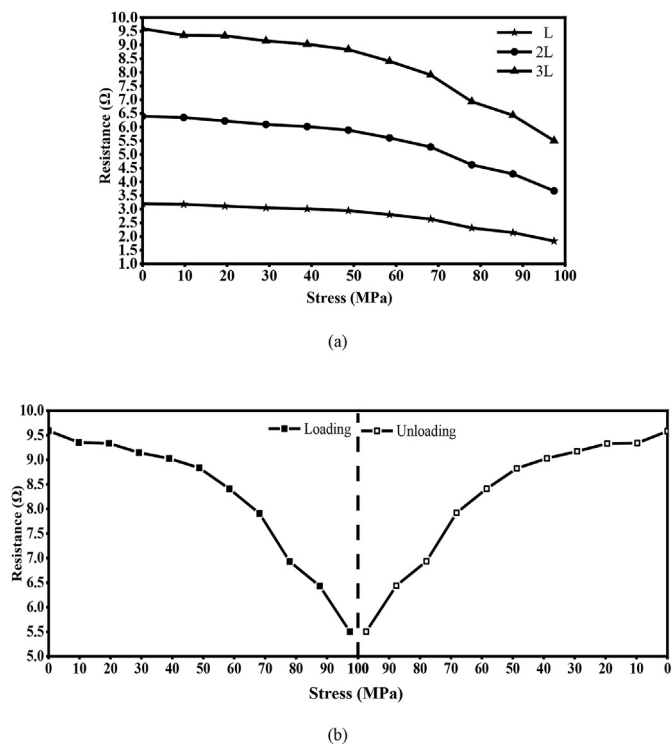 10.0
9.5
9.0
8.5
8.0
7.5
7.0
6.5
6.0
5.5
5.0
4.5
4.0
3.5
3.0
2.5
2.0
1.5
1.0
Resistance (Ω)
L
2L
3L
0 10 20 30 40 50 60 70 80 90 100
Stress (MPa)
(a)
10.0
9.5
9.0
8.5
8.0
7.5
7.0
6.5
6.0
5.5
5.0
Resistance (Ω)
Loading Unloading
0 10 20 30 40 50 60 70 80 90 100 90 80 70 60 50 40 30 20 10 0
Stress (MPa)
(b)